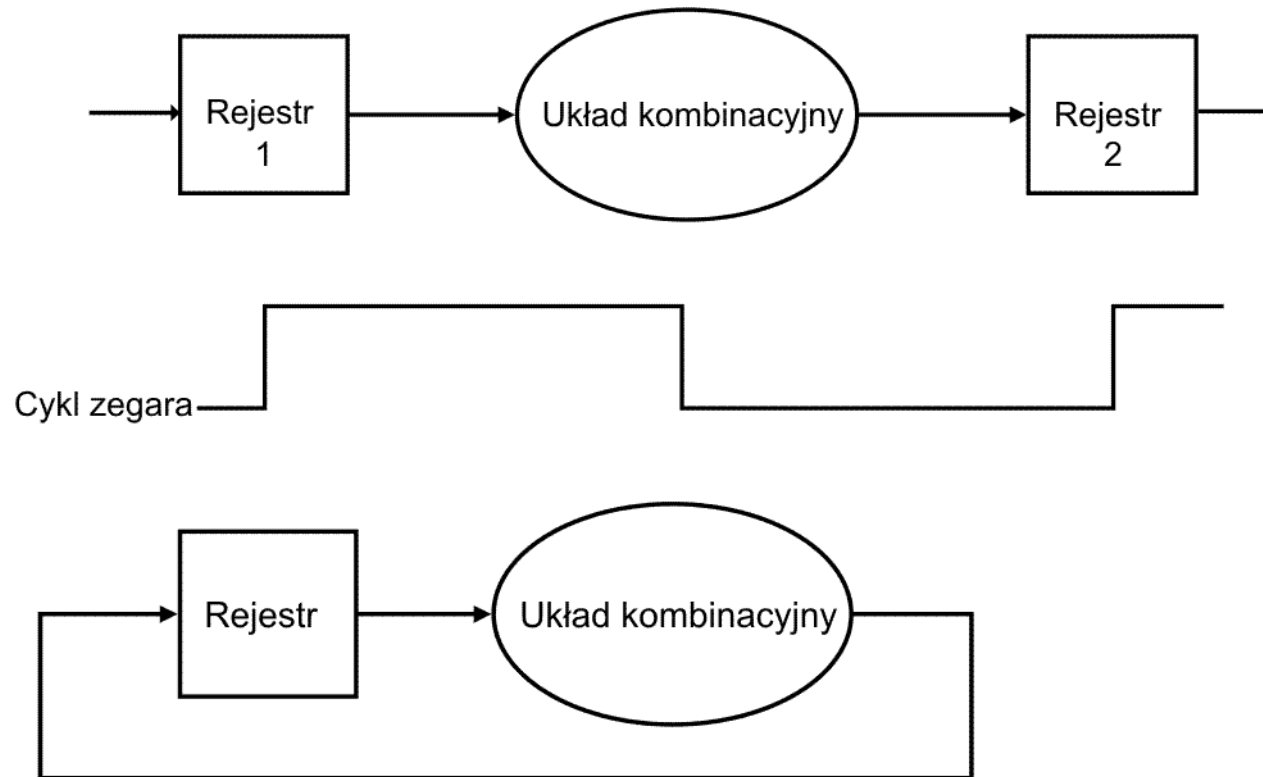 Rejestr
1
Układ kombinacyjny
Rejestr
2
Cykl zegara
Rejestr
Układ kombinacyjny